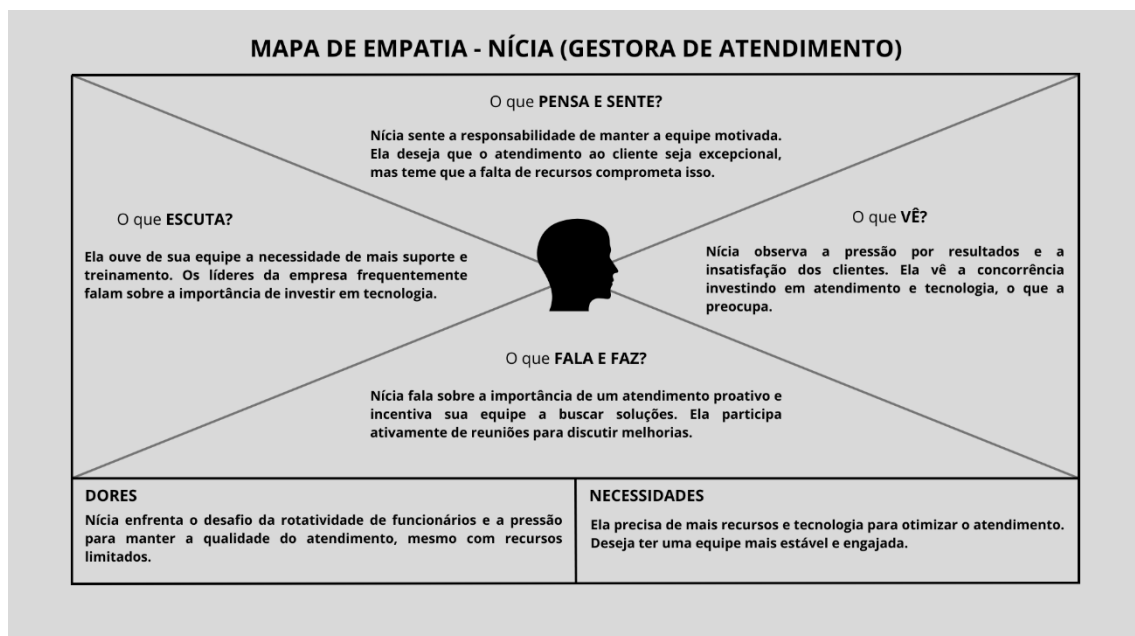 MAPA DE EMPATIA - NÍCIA (GESTORA DE ATENDIMENTO)
O que PENSA E SENTE?
Nícia sente a responsabilidade de manter a equipe motivada.
Ela deseja que o atendimento ao cliente seja excepcional,
mas teme que a falta de recursos comprometa isso.
O que ESCUTA?
Ela ouve de sua equipe a necessidade de mais suporte e
treinamento. Os líderes da empresa frequentemente
falam sobre a importância de investir em tecnologia.
O que VÊ?
Nícia observa a pressão por resultados e a
insatisfação dos clientes. Ela vê a concorrência
investindo em atendimento e tecnologia, o que a
preocupa.
O que FALA E FAZ?
Nícia fala sobre a importância de um atendimento proativo e
incentiva sua equipe a buscar soluções. Ela participa
ativamente de reuniões para discutir melhorias.
DORES
Nícia enfrenta o desafio da rotatividade de funcionários e a pressão
para manter a qualidade do atendimento, mesmo com recursos
limitados.
NECESSIDADES
Ela precisa de mais recursos e tecnologia para otimizar o atendimento.
Deseja ter uma equipe mais estável e engajada.